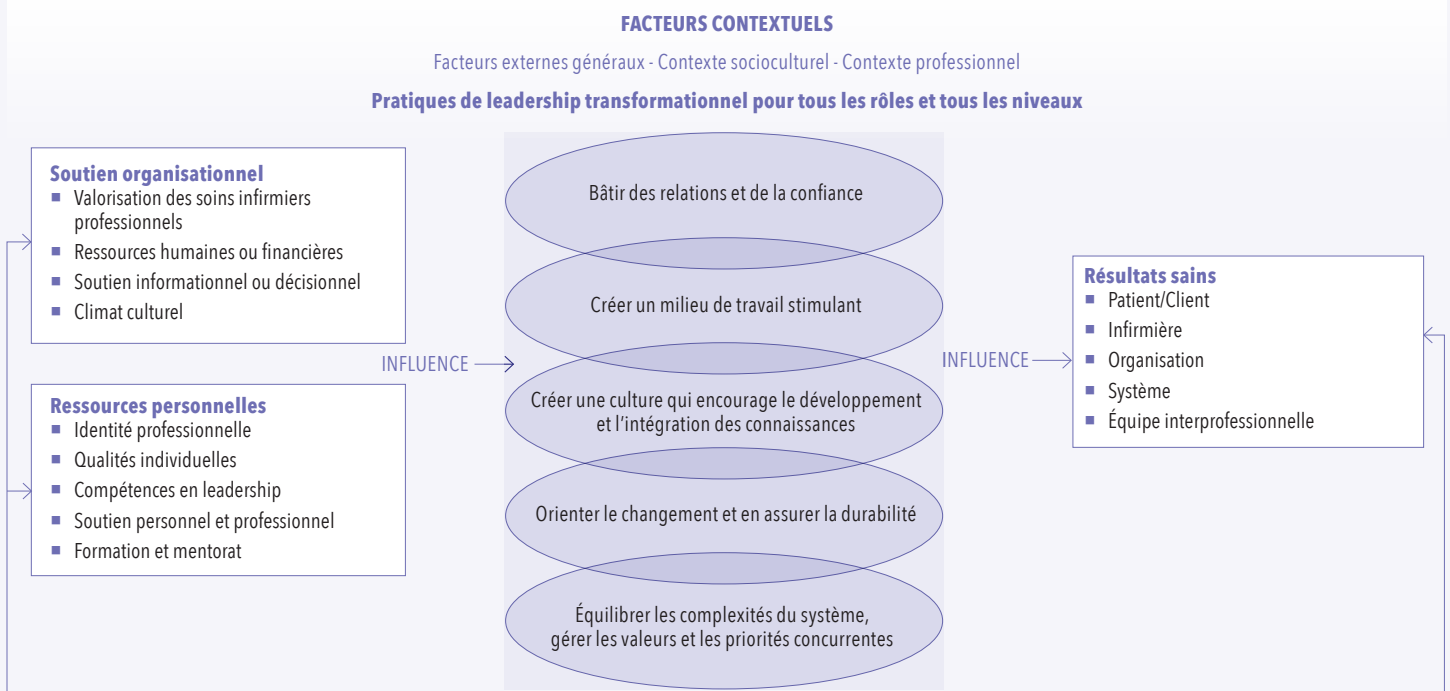 FACTEURS CONTEXTUELS
Facteurs externes généraux - Contexte socioculturel - Contexte professionnel
Pratiques de leadership transformationnel pour tous les rôles et tous les niveaux
Soutien organisationnel
■ Valorisation des soins infirmiers
professionnels
■ Ressources humaines ou financières
■ Soutien informationnel ou décisionnel
■ Climat culturel
Ressources personnelles
■ Identité professionnelle
■ Qualités individuelles
■ Compétences en leadership
■ Soutien personnel et professionnel
■ Formation et mentorat
INFLUENCE
Bâtir des relations et de la confiance
Créer un milieu de travail stimulant
Créer une culture qui encourage le développement
et l'intégration des connaissances
Orienter le changement et en assurer la durabilité
Équilibrer les complexités du système,
gérer les valeurs et les priorités concurrentes
INFLUENCE
Résultats sains
■ Patient/Client
■ Infirmière
■ Organisation
■ Système
■ Équipe interprofessionnelle